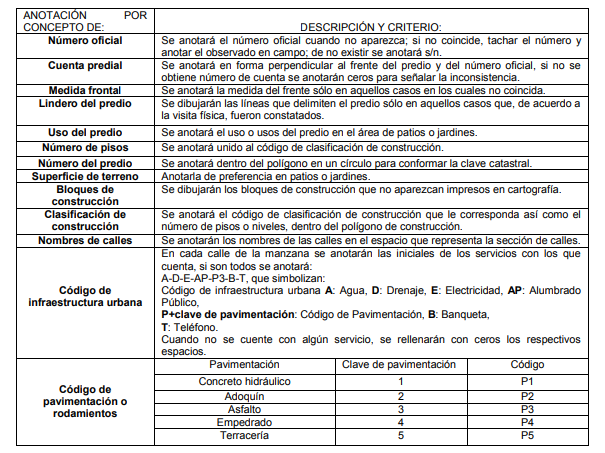 ANOTACIÓN POR
CONCEPTO DE: DESCRIPCIÓN Y CRITERIO:
Número oficial Se anotará el número oficial cuando no aparezca; si no coincide, tachar el número y
anotar el observado en campo; de no existir se anotará s/n.
Cuenta predial Se anotará en forma perpendicular al frente del predio y del número oficial, si no se
obtiene número de cuenta se anotarán ceros para señalar la inconsistencia.
Medida frontal Se anotará la medida del frente sólo en aquellos casos en los cuales no coincida.
Lindero del predio Se dibujarán las líneas que delimiten el predio sólo en aquellos casos que, de acuerdo a
la visita física, fueron constatados.
Uso del predio Se anotará el uso o usos del predio en el área de patios o jardines.
Número de pisos Se anotará unido al código de clasificación de construcción.
Número del predio Se anotará dentro del polígono en un círculo para conformar la clave catastral.
Superficie de terreno Anotarla de preferencia en patios o jardines.
Bloques de
construcción
Se dibujarán los bloques de construcción que no aparezcan impresos en cartografía.
Clasificación de
construcción
Se anotará el código de clasificación de construcción que le corresponda así como el
número de pisos o niveles, dentro del polígono de construcción.
Nombres de calles Se anotarán los nombres de las calles en el espacio que representa la sección de calles.
Código de
infraestructura urbana
En cada calle de la manzana se anotarán las iniciales de los servicios con los que
cuenta, si son todos se anotará:
A-D-E-AP-P3-B-T, que simbolizan:
Código de infraestructura urbana A: Agua, D: Drenaje, E: Electricidad, AP: Alumbrado
Público,
P+clave de pavimentación: Código de Pavimentación, B: Banqueta,
T: Teléfono.
Cuando no se cuente con algún servicio, se rellenarán con ceros los respectivos
espacios.
Código de
pavimentación o
rodamientos
Pavimentación Clave de pavimentación Código
Concreto hidráulico 1 P1
Adoquín 2 P2
Asfalto 3 P3
Empedrado 4 P4
Terracería 5 P5